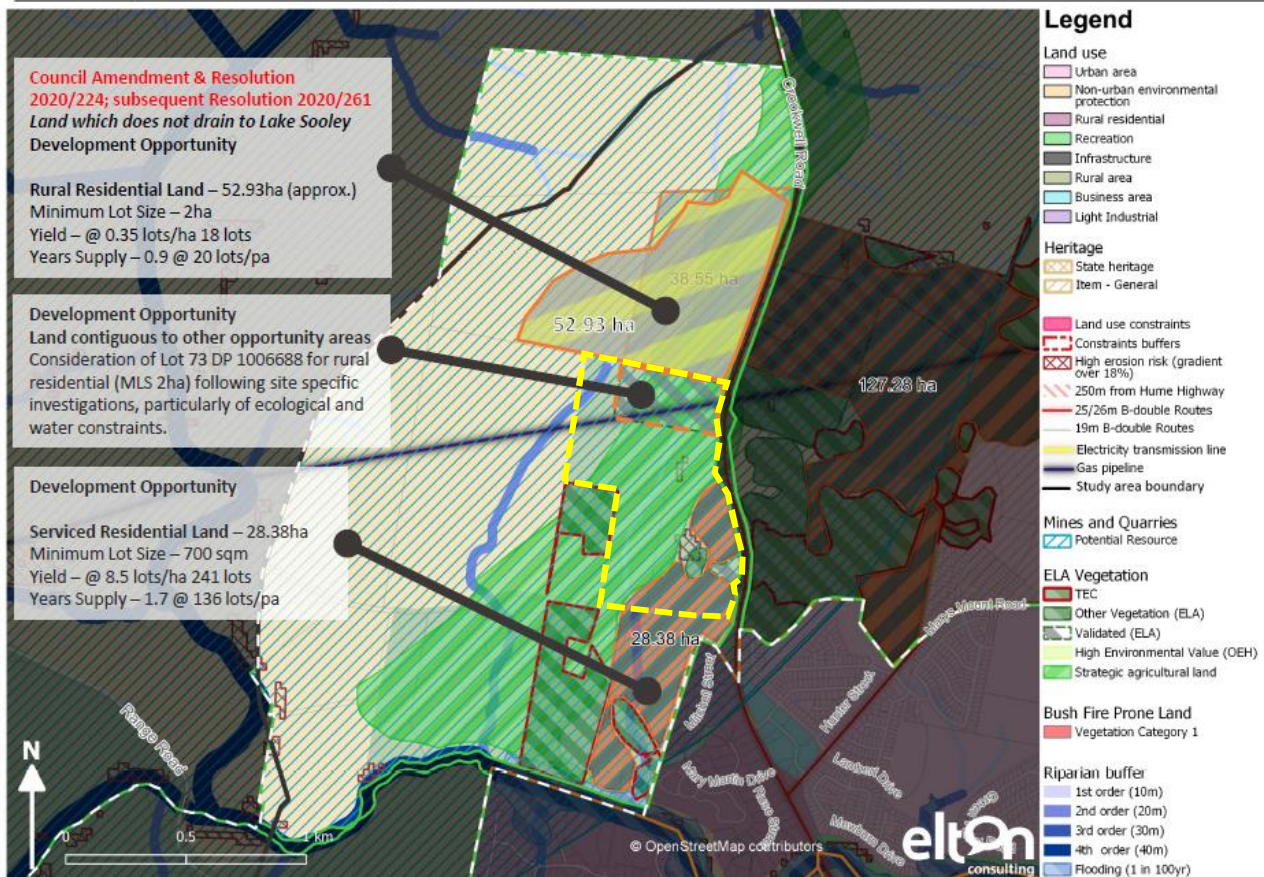 Council Amendment & Resolution
2020/224; subsequent Resolution 2020/261
Land which does not drain to Lake Sooley
Development Opportunity
Rural Residential Land – 52.93ha (approx.)
Minimum Lot Size – 2ha
Yield – @ 0.35 lots/ha 18 lots
Years Supply – 0.9 @ 20 lots/pa
Development Opportunity
Land contiguous to other opportunity areas
Consideration of Lot 73 DP 1006688 for rural
residential (MLS 2ha) following site specific
investigations, particularly of ecological and
water constraints.
Development Opportunity
Serviced Residential Land – 28.38ha
Minimum Lot Size – 700 sqm
Yield – @ 8.5 lots/ha 241 lots
Years Supply – 1.7 @ 136 lots/pa
Crookwell Road
38.55 ha
52.93 ha
127.28 ha
28.38 ha
Marys Mount Road
Mitchell Street
Hunter Street
Lambert Drive
Mary Martin Drive
Mewburn Drive
Range Road
N
0 0.5 1 km
© OpenStreetMap contributors
elton
consulting
Legend
Land use
Urban area
Non-urban environmental
protection
Rural residential
Recreation
Infrastructure
Rural area
Business area
Light Industrial
Heritage
State heritage
Item - General
Land use constraints
Constraints buffers
High erosion risk (gradient
over 18%)
250m from Hume Highway
25/26m B-double Routes
19m B-double Routes
Electricity transmission line
Gas pipeline
Study area boundary
Mines and Quarries
Potential Resource
ELA Vegetation
TEC
Other Vegetation (ELA)
Validated (ELA)
High Environmental Value (OEH)
Strategic agricultural land
Bush Fire Prone Land
Vegetation Category 1
Riparian buffer
1st order (10m)
2nd order (20m)
3rd order (30m)
4th order (40m)
Flooding (1 in 100yr)